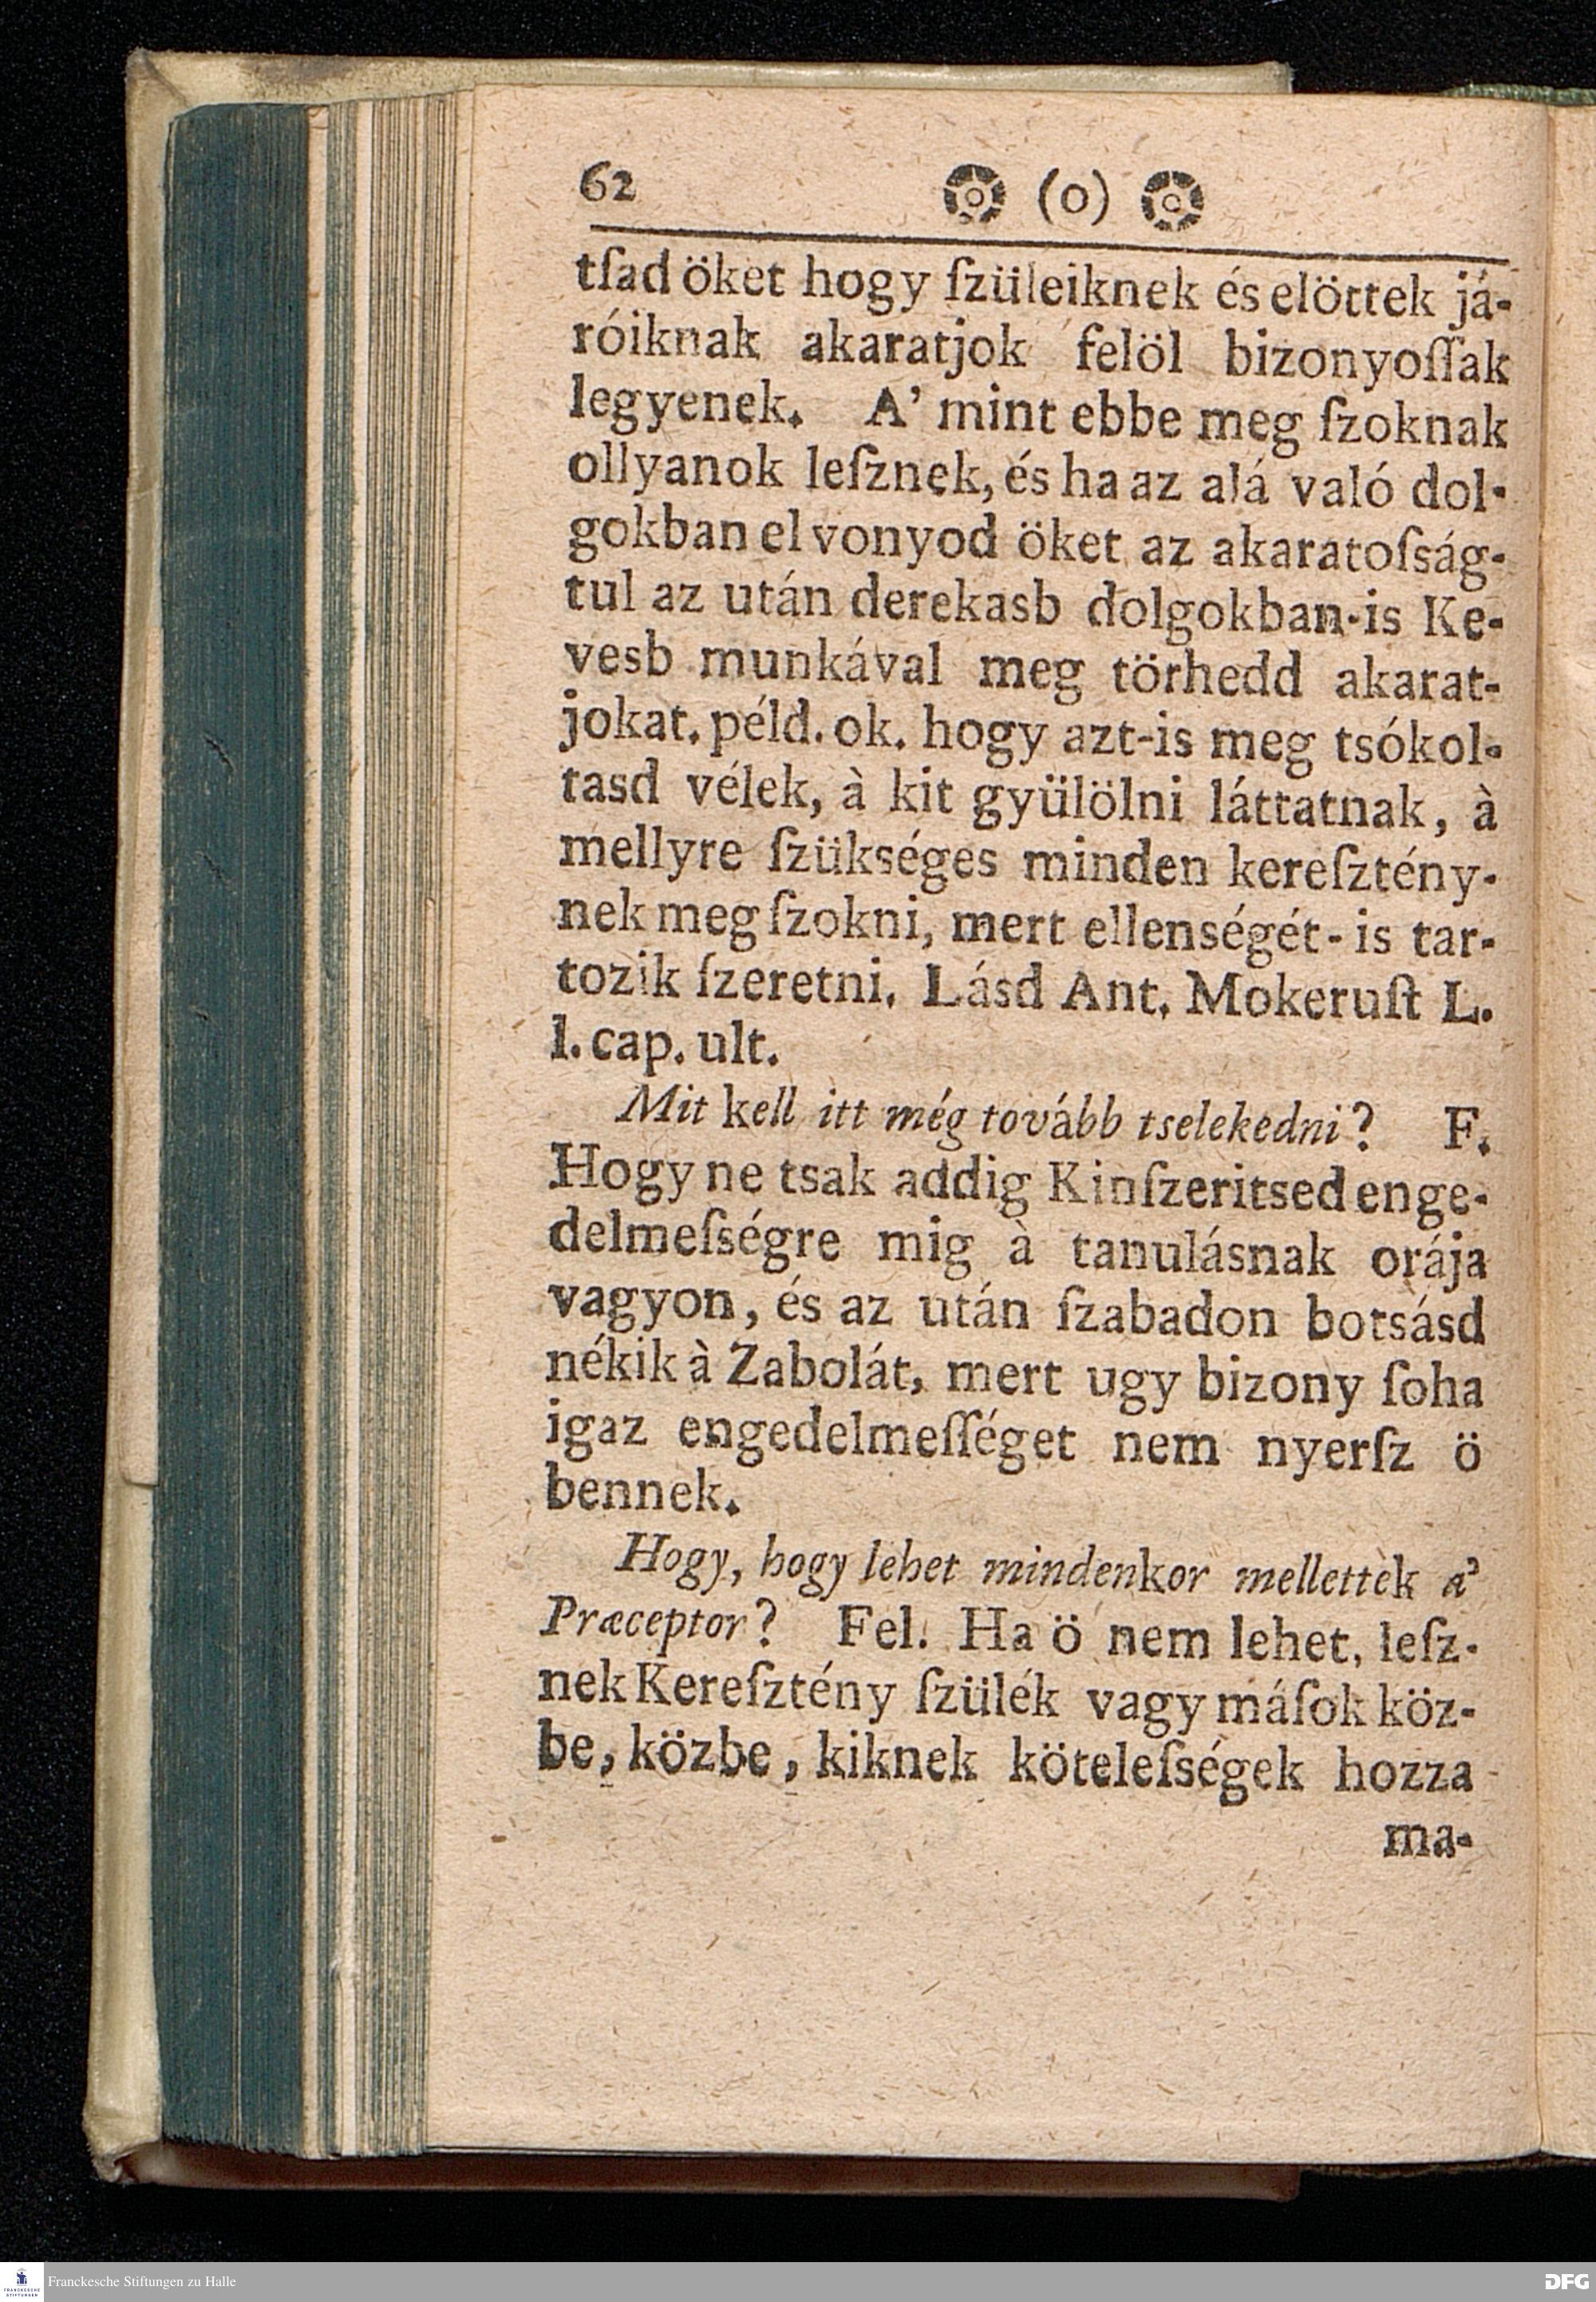 62 (o)
tſad öket hogy ſzüleiknek és elöttek já-
róiknak akaratjok felöl bizonyoſſak
legyenek. A’ mint ebbe meg ſzoknak
ollyanok leſznek, és ha az alá való dol-
gokban el vonyod öket az akaratoſság-
tul az után derekasb dolgokban-is Ke-
vesb munkával meg törhedd akarat-
jokat. péld. ok. hogy azt-is meg tsókol-
tasd vélek, à kit gyülölni láttatnak, à
mellyre ſzükséges minden kereſztény-
nek meg ſzokni, mert ellenségét-is tar-
tozik ſzeretni. Lásd Ant. Mokeruſt L.
I. cap. ult.
Mit kell itt még tovább tselekedni? F.
Hogy ne tsak addig Kinſzeritsed enge-
delmeſségre mig à tanulásnak orája
vagyon, és az után ſzabadon botsásd
nékik à Zabolát, mert ugy bizony ſoha
igaz engedelmeſſéget nem nyerſz ö
bennek.
Hogy, hogy lehet mindenkor mellettek a’
Præceptor? Fel. Ha ö nem lehet, leſz-
nek Kereſztény ſzülék vagy máſok köz-
be, közbe, kiknek köteleſségek hozza
ma-
Franckesche Stiftungen zu Halle
FRANCKESCHE
STIFTUNGEN
DFG